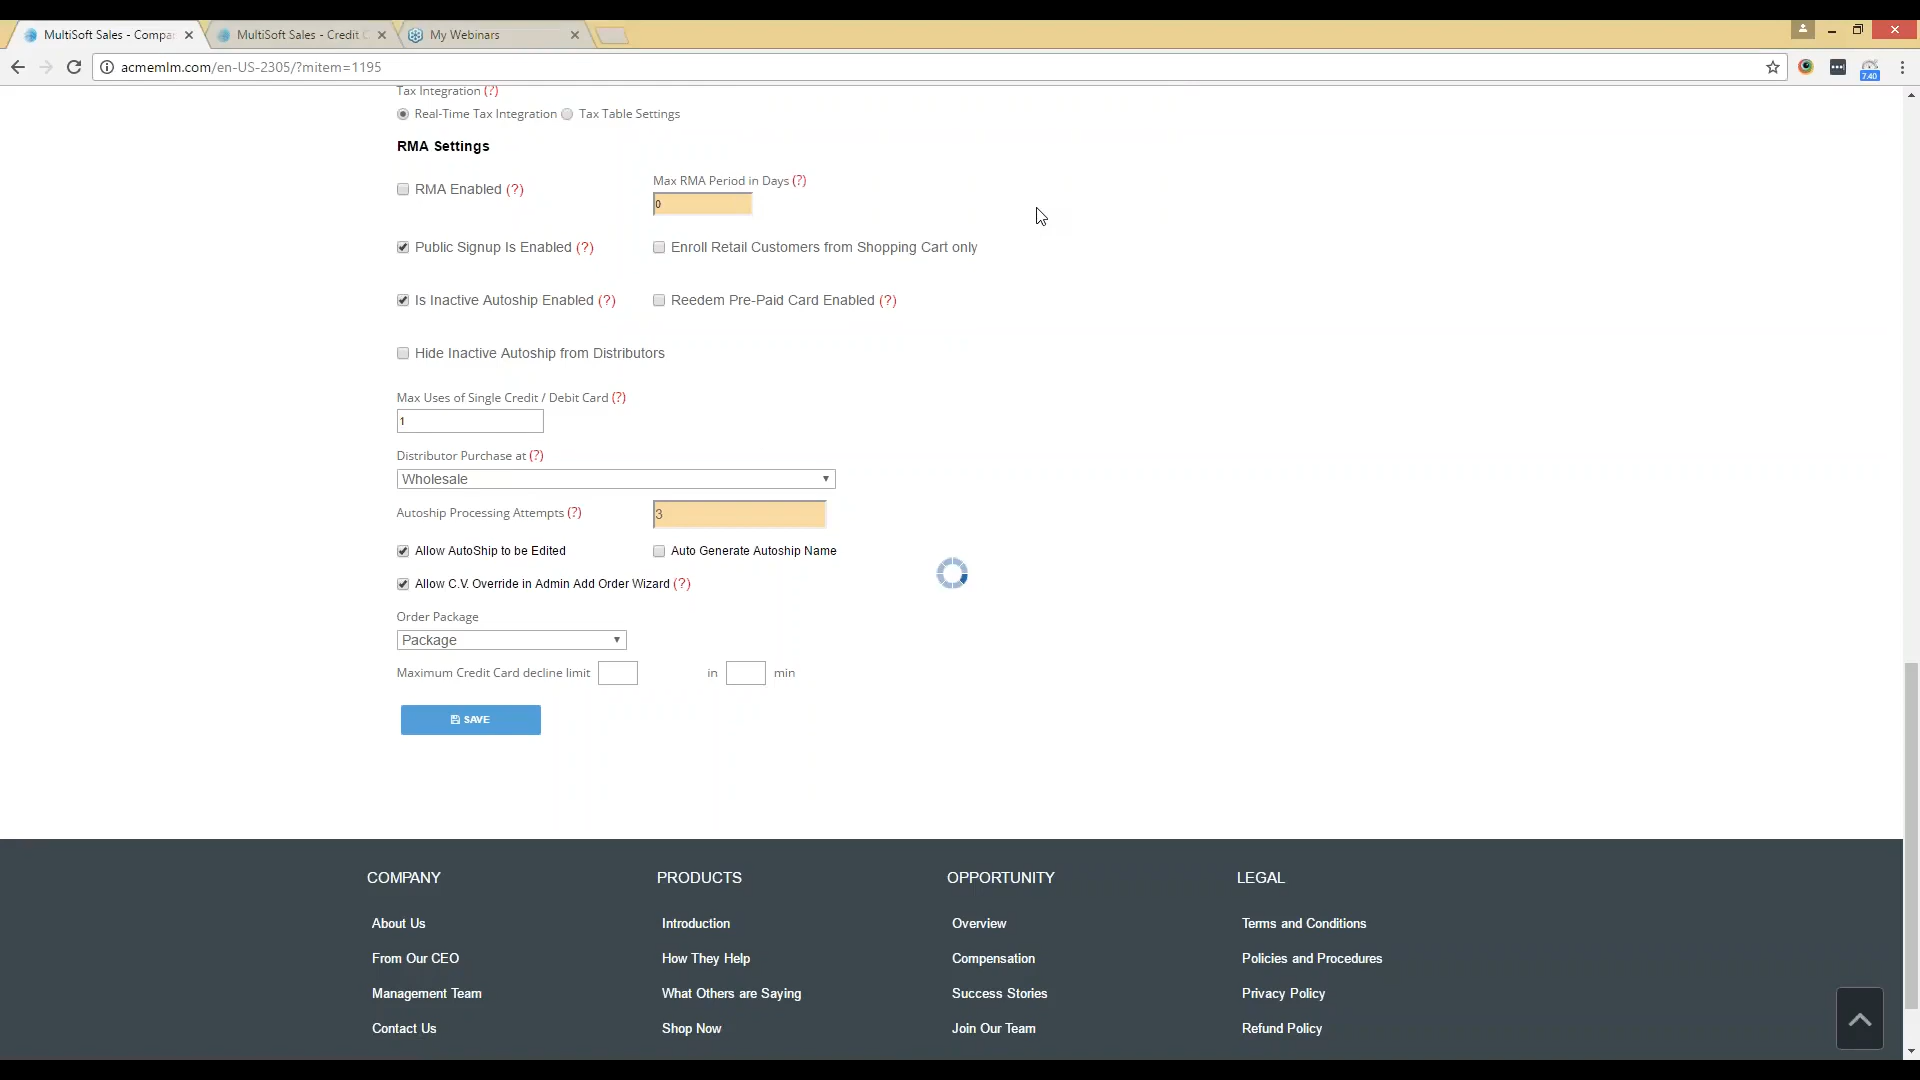 MultiSoft Sales - Compa
MultiSoft Sales - Credit C
My Webinars
acmemlm.com/en-US-2305/?mitem=1195
7.40
Tax Integration (?)
Real-Time Tax Integration Tax Table Settings
RMA Settings
RMA Enabled (?)
Max RMA Period in Days (?)
0
Public Signup Is Enabled (?)
Enroll Retail Customers from Shopping Cart only
Is Inactive Autoship Enabled (?)
Reedem Pre-Paid Card Enabled (?)
Hide Inactive Autoship from Distributors
Max Uses of Single Credit / Debit Card (?)
1
Distributor Purchase at (?)
Wholesale
Autoship Processing Attempts (?)
3
Allow AutoShip to be Edited
Auto Generate Autoship Name
Allow C.V. Override in Admin Add Order Wizard (?)
Order Package
Package
Maximum Credit Card decline limit in min
SAVE
COMPANY
About Us
From Our CEO
Management Team
Contact Us
PRODUCTS
Introduction
How They Help
What Others are Saying
Shop Now
OPPORTUNITY
Overview
Compensation
Success Stories
Join Our Team
LEGAL
Terms and Conditions
Policies and Procedures
Privacy Policy
Refund Policy